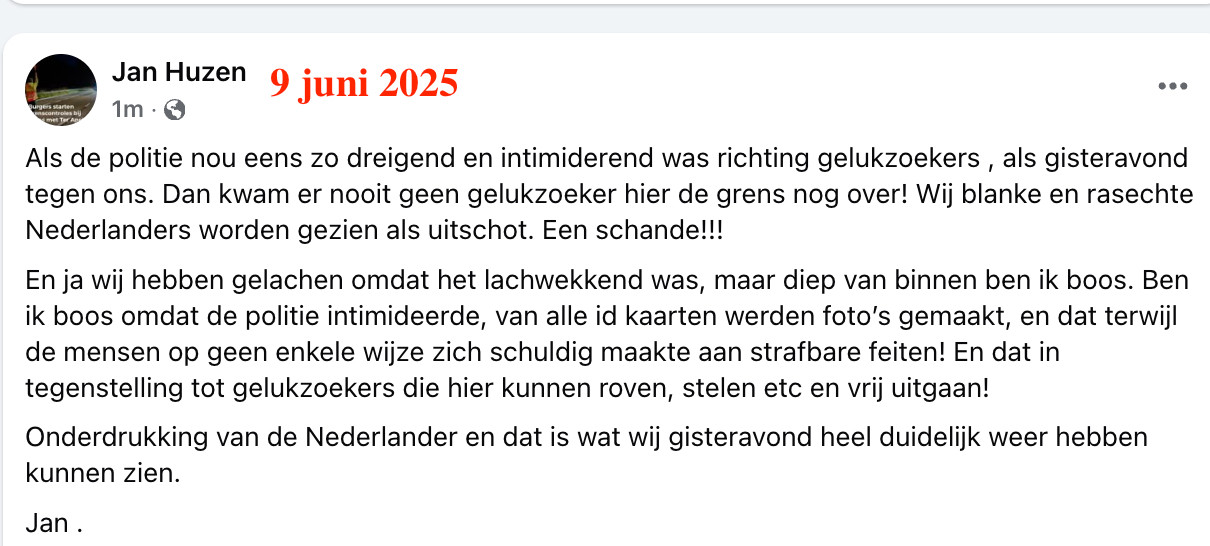 Jan Huzen
9 juni 2025
1m ·
Burgers starten
Als de politie nou eens zo dreigend en intimiderend was richting gelukzoekers , als gisteravond
tegen ons. Dan kwam er nooit geen gelukzoeker hier de grens nog over! Wij blanke en rasechte
Nederlanders worden gezien als uitschot. Een schande!!!
En ja wij hebben gelachen omdat het lachwekkend was, maar diep van binnen ben ik boos. Ben
ik boos omdat de politie intimideerde, van alle id kaarten werden foto’s gemaakt, en dat terwijl
de mensen op geen enkele wijze zich schuldig maakte aan strafbare feiten! En dat in
tegenstelling tot gelukzoekers die hier kunnen roven, stelen etc en vrij uitgaan!
Onderdrukking van de Nederlander en dat is wat wij gisteravond heel duidelijk weer hebben
kunnen zien.
Jan .